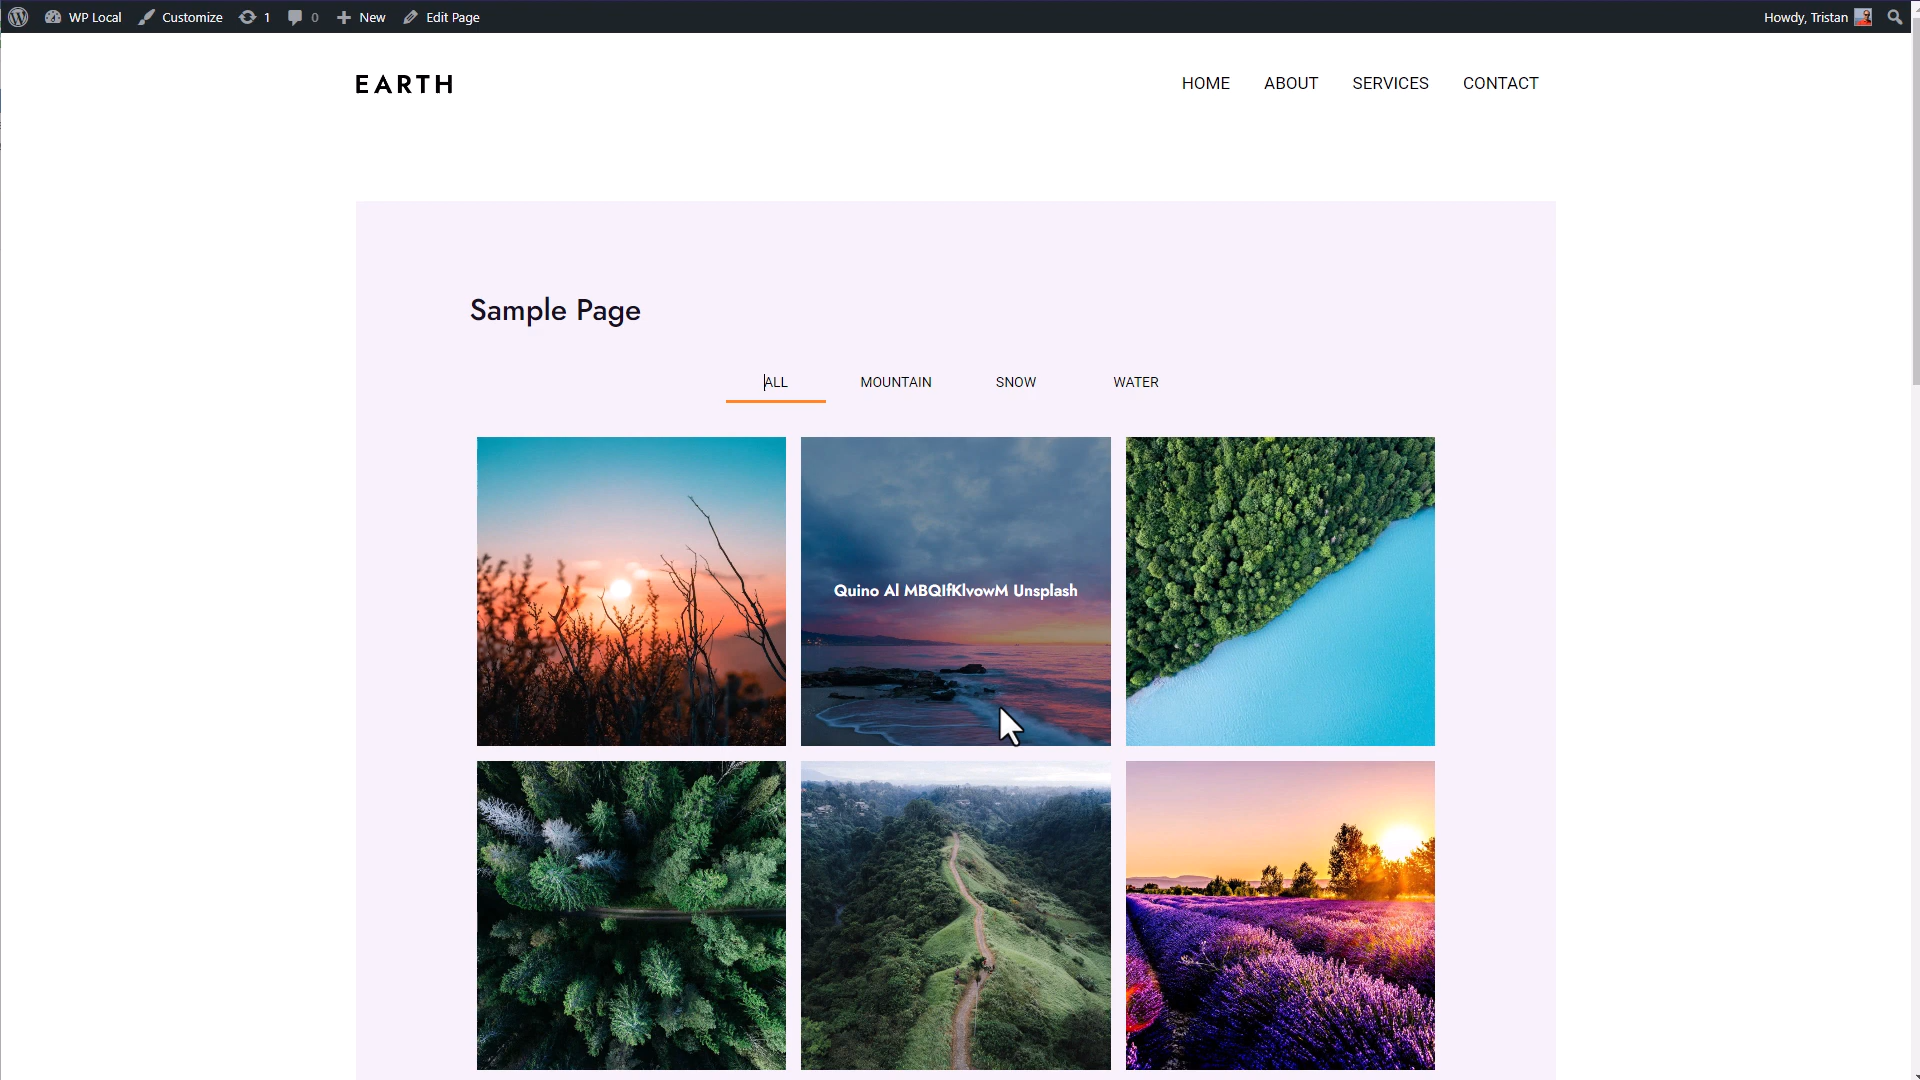 WP Local Customize 1 0 New Edit Page Howdy, Tristan
EARTH HOME ABOUT SERVICES CONTACT
Sample Page
ALL MOUNTAIN SNOW WATER
Quino Al MBQIfKlvowM Unsplash